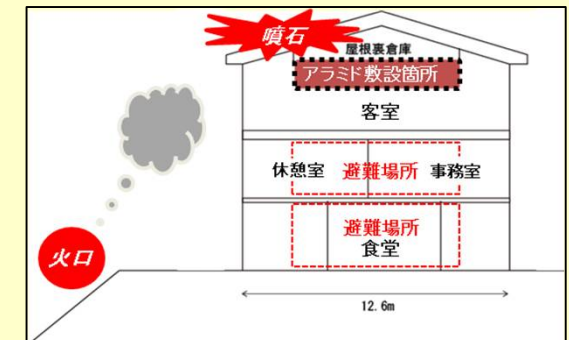 噴石
屋根裏倉庫
アラミド敷設箇所
客室
休憩室 避難場所 事務室
避難場所
食堂
火口
12.6m